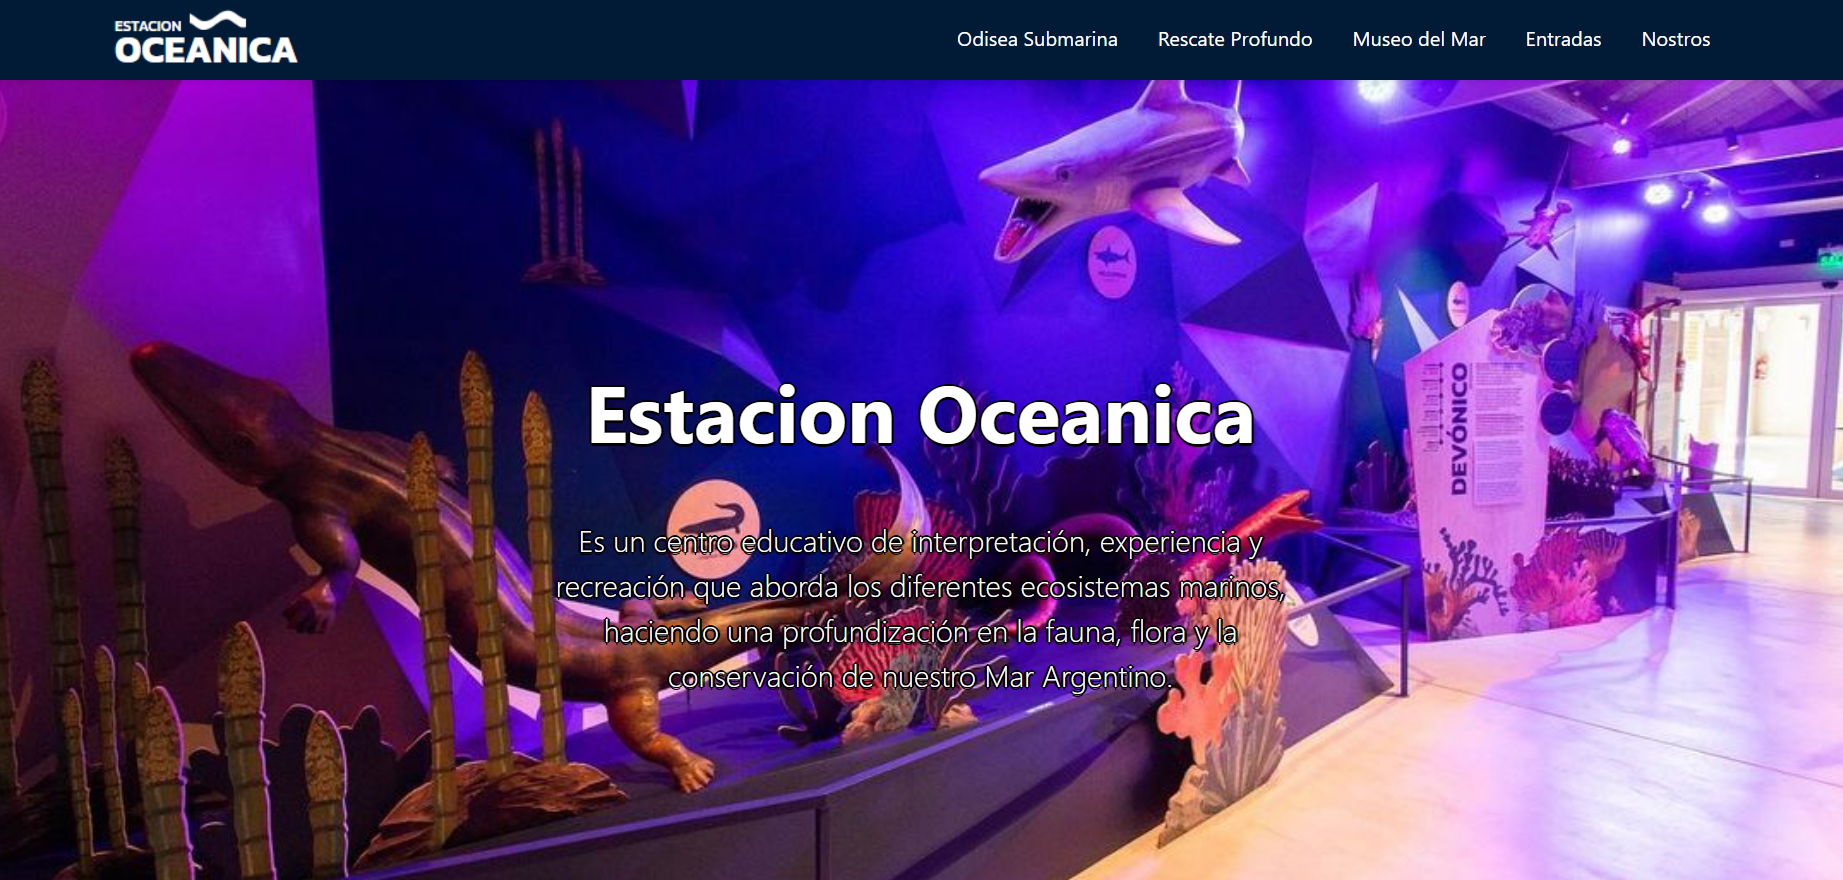 ESTACION
OCEANICA
Odisea Submarina
Rescate Profundo
Museo del Mar
Entradas
Nostros
Estacion Oceanica
DEVÓNICO
Es un centro educativo de interpretación, experiencia y
recreación que aborda los diferentes ecosistemas marinos,
haciendo una profundización en la fauna, flora y la
conservación de nuestro Mar Argentino.